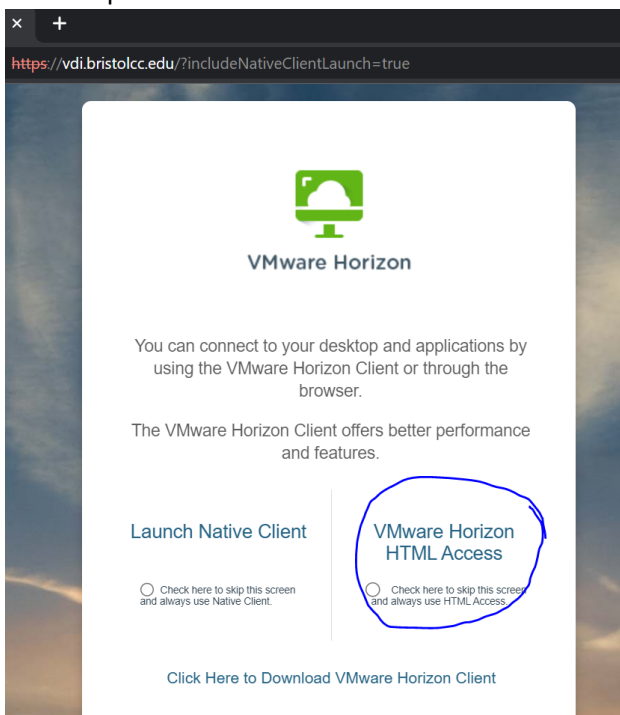 × +
https://vdi.bristolcc.edu/?includeNativeClientLaunch=true
VMware Horizon
You can connect to your desktop and applications by
using the VMware Horizon Client or through the
browser.
The VMware Horizon Client offers better performance
and features.
Launch Native Client
Check here to skip this screen
and always use Native Client.
VMware Horizon
HTML Access
Check here to skip this screen
and always use HTML Access.
Click Here to Download VMware Horizon Client